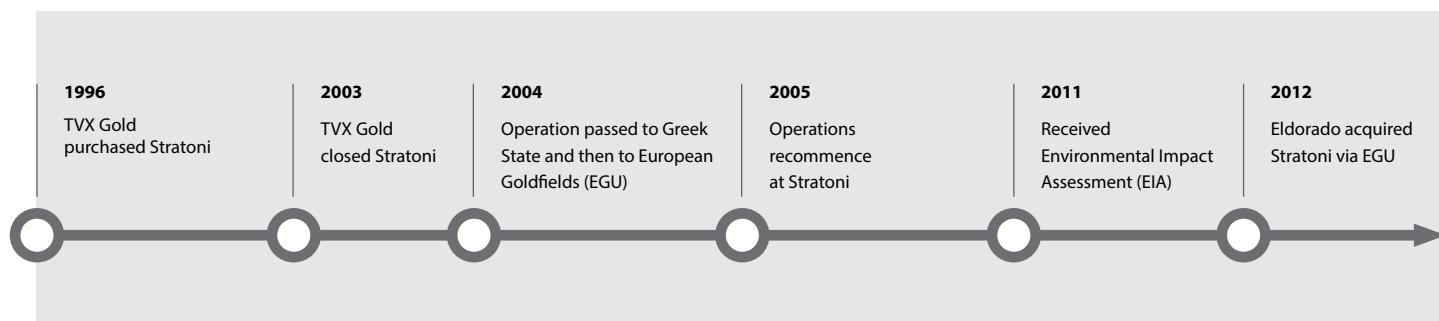 1996
TVX Gold
purchased Stratoni
2003
TVX Gold
closed Stratoni
2004
Operation passed to Greek
State and then to European
Goldfields (EGU)
2005
Operations
recommence
at Stratoni
2011
Received
Environmental Impact
Assessment (EIA)
2012
Eldorado acquired
Stratoni via EGU